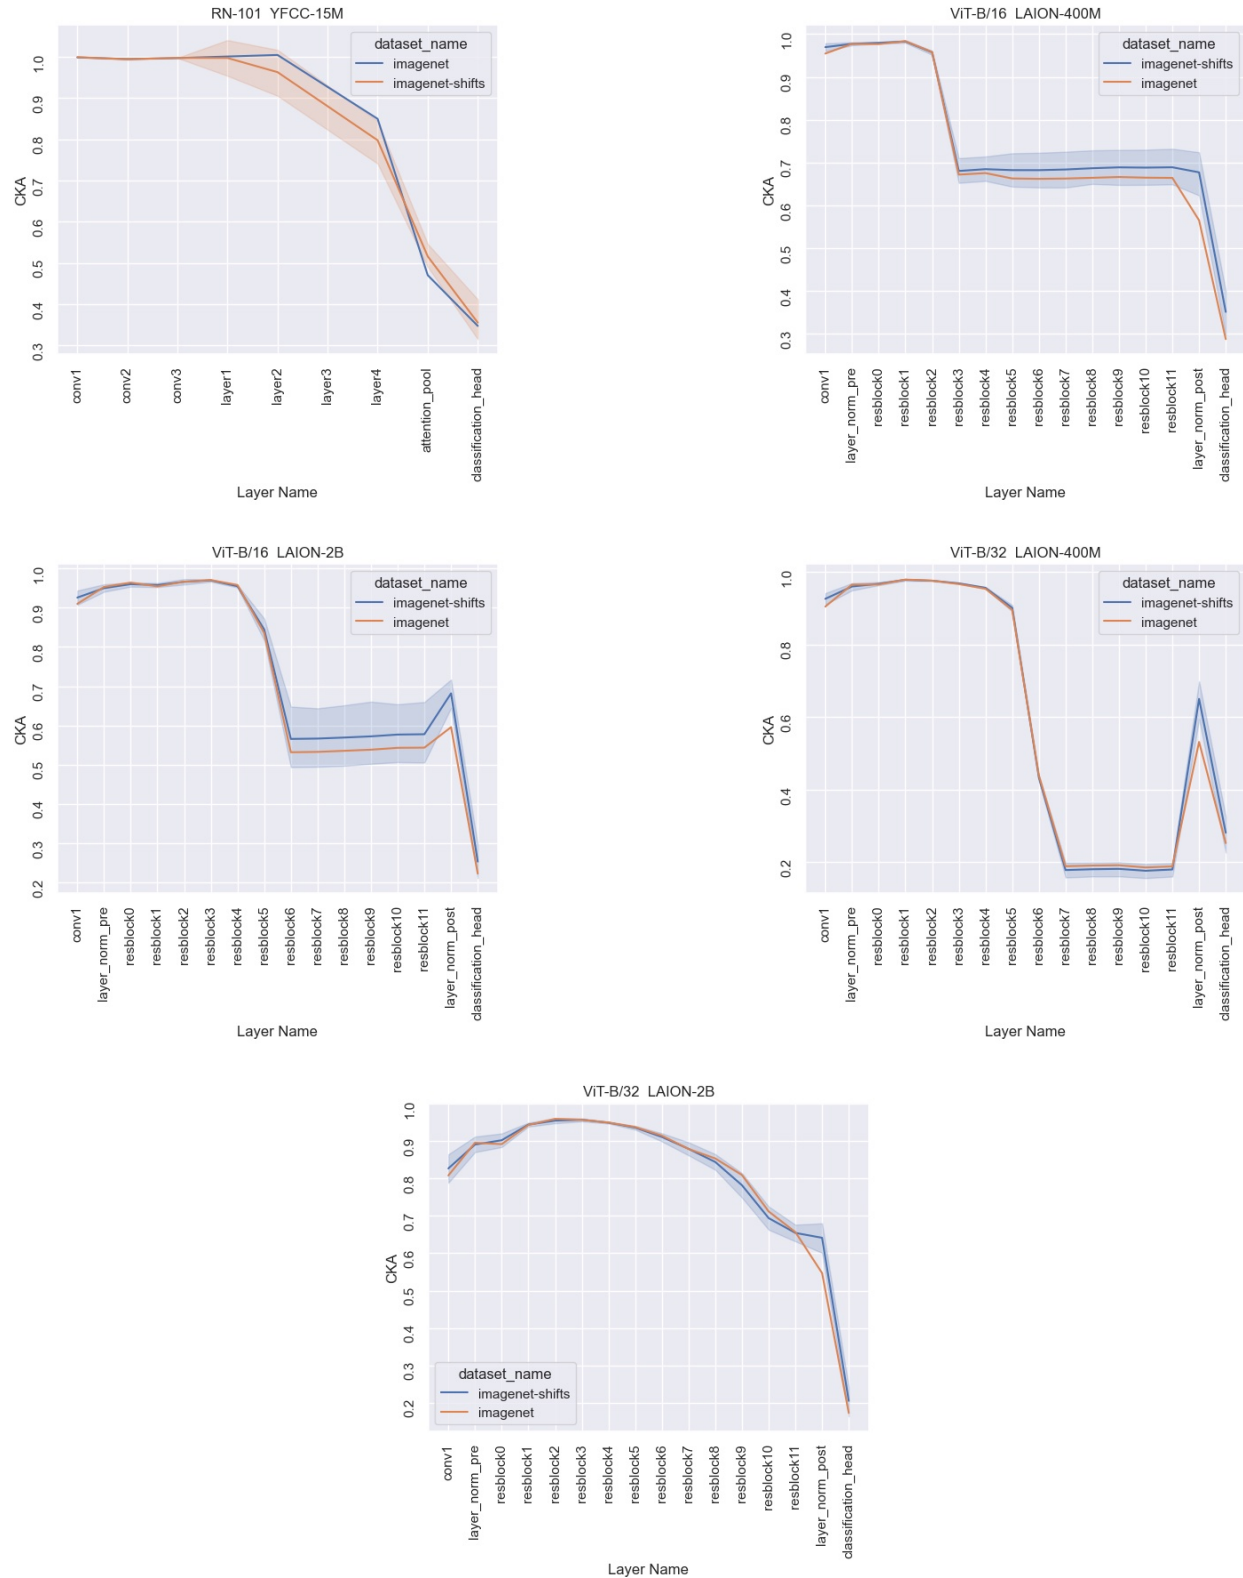 RN-101 YFCC-15M
dataset_name
imagenet
imagenet-shifts
CKA
1.0
0.9
0.8
0.7
0.6
0.5
0.4
0.3
conv1
conv2
conv3
layer1
layer2
layer3
layer4
attention_pool
classification_head
Layer Name
ViT-B/16 LAION-400M
dataset_name
imagenet-shifts
imagenet
CKA
1.0
0.9
0.8
0.7
0.6
0.5
0.4
0.3
conv1
layer_norm_pre
resblock0
resblock1
resblock2
resblock3
resblock4
resblock5
resblock6
resblock7
resblock8
resblock9
resblock10
resblock11
layer_norm_post
classification_head
Layer Name
ViT-B/16 LAION-2B
dataset_name
imagenet-shifts
imagenet
CKA
1.0
0.9
0.8
0.7
0.6
0.5
0.4
0.3
0.2
conv1
layer_norm_pre
resblock0
resblock1
resblock2
resblock3
resblock4
resblock5
resblock6
resblock7
resblock8
resblock9
resblock10
resblock11
layer_norm_post
classification_head
Layer Name
ViT-B/32 LAION-400M
dataset_name
imagenet-shifts
imagenet
CKA
1.0
0.8
0.6
0.4
0.2
conv1
layer_norm_pre
resblock0
resblock1
resblock2
resblock3
resblock4
resblock5
resblock6
resblock7
resblock8
resblock9
resblock10
resblock11
layer_norm_post
classification_head
Layer Name
ViT-B/32 LAION-2B
CKA
1.0
0.9
0.8
0.7
0.6
0.5
0.4
0.3
0.2
dataset_name
imagenet-shifts
imagenet
conv1
layer_norm_pre
resblock0
resblock1
resblock2
resblock3
resblock4
resblock5
resblock6
resblock7
resblock8
resblock9
resblock10
resblock11
layer_norm_post
classification_head
Layer Name